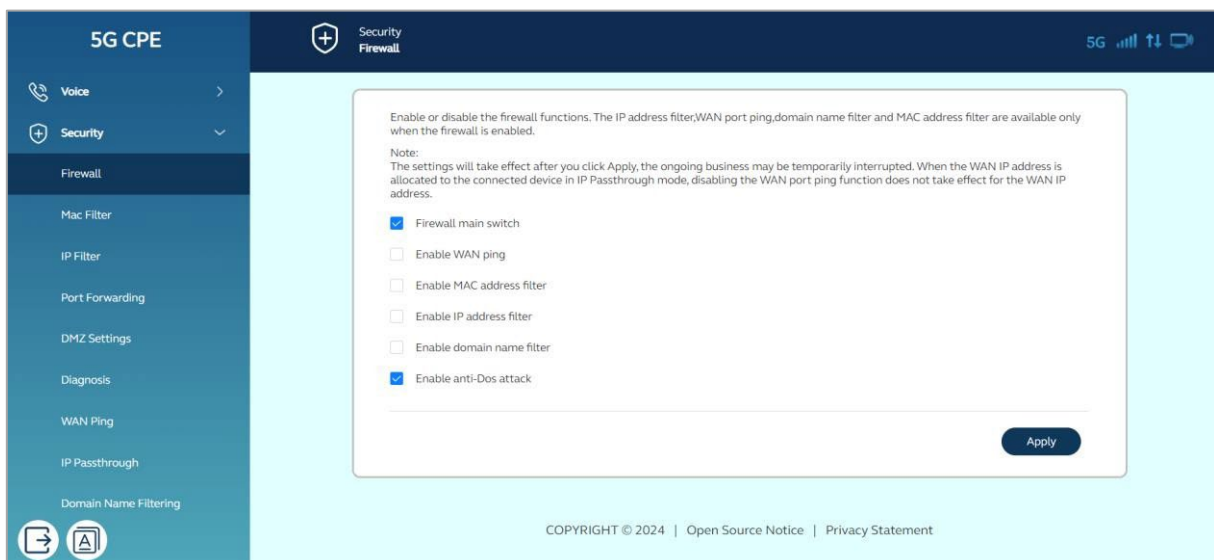 5G CPE
Security
Firewall
5G
Voice
Security
Firewall
Mac Filter
IP Filter
Port Forwarding
DMZ Settings
Diagnosis
WAN Ping
IP Passthrough
Domain Name Filtering
A
Enable or disable the firewall functions. The IP address filter,WAN port ping,domain name filter and MAC address filter are available only
when the firewall is enabled.
Note:
The settings will take effect after you click Apply, the ongoing business may be temporarily interrupted. When the WAN IP address is
allocated to the connected device in IP Passthrough mode, disabling the WAN port ping function does not take effect for the WAN IP
address.
Firewall main switch
Enable WAN ping
Enable MAC address filter
Enable IP address filter
Enable domain name filter
Enable anti-Dos attack
Apply
COPYRIGHT © 2024 | Open Source Notice | Privacy Statement